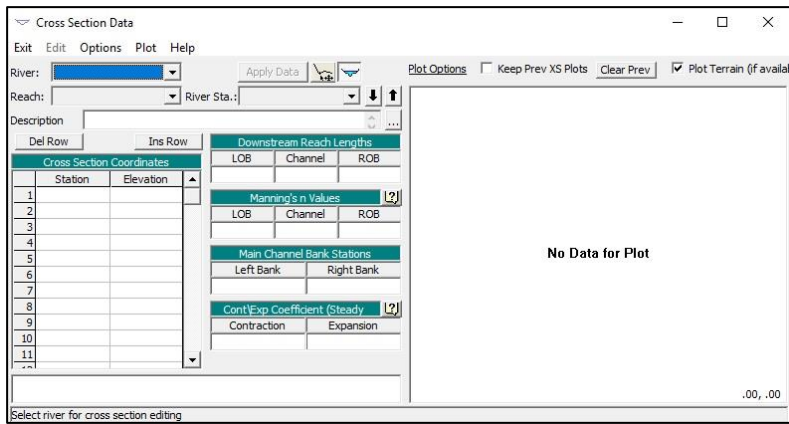 Cross Section Data
Exit Edit Options Plot Help
River: Apply Data Plot Options Keep Prev XS Plots Clear Prev Plot Terrain (if availal
Reach: River Sta.:
Description ...
Del Row Ins Row Downstream Reach Lengths
Cross Section Coordinates LOB Channel ROB
Station Elevation
1
2 Manning's n Values
3 LOB Channel ROB
4
5 Main Channel Bank Stations
6 Left Bank Right Bank
7
8 Cont\Exp Coefficient (Steady
9 Contraction Expansion
10
11
No Data for Plot
.00, .00
Select river for cross section editing